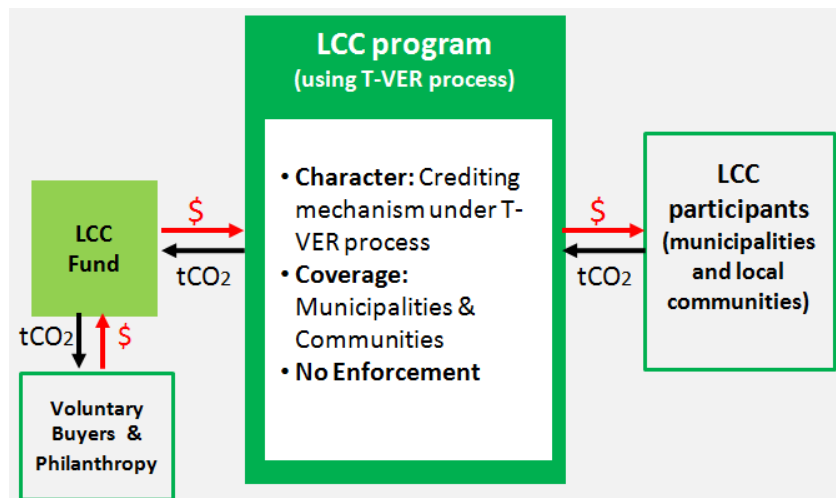 LCC program
(using T-VER process)
• Character: Crediting
mechanism under T-
VER process
• Coverage:
Municipalities &
Communities
• No Enforcement
LCC
Fund
$
tCO2
tCO2
$
Voluntary
Buyers &
Philanthropy
$
tCO2
LCC
participants
(municipalities
and local
communities)